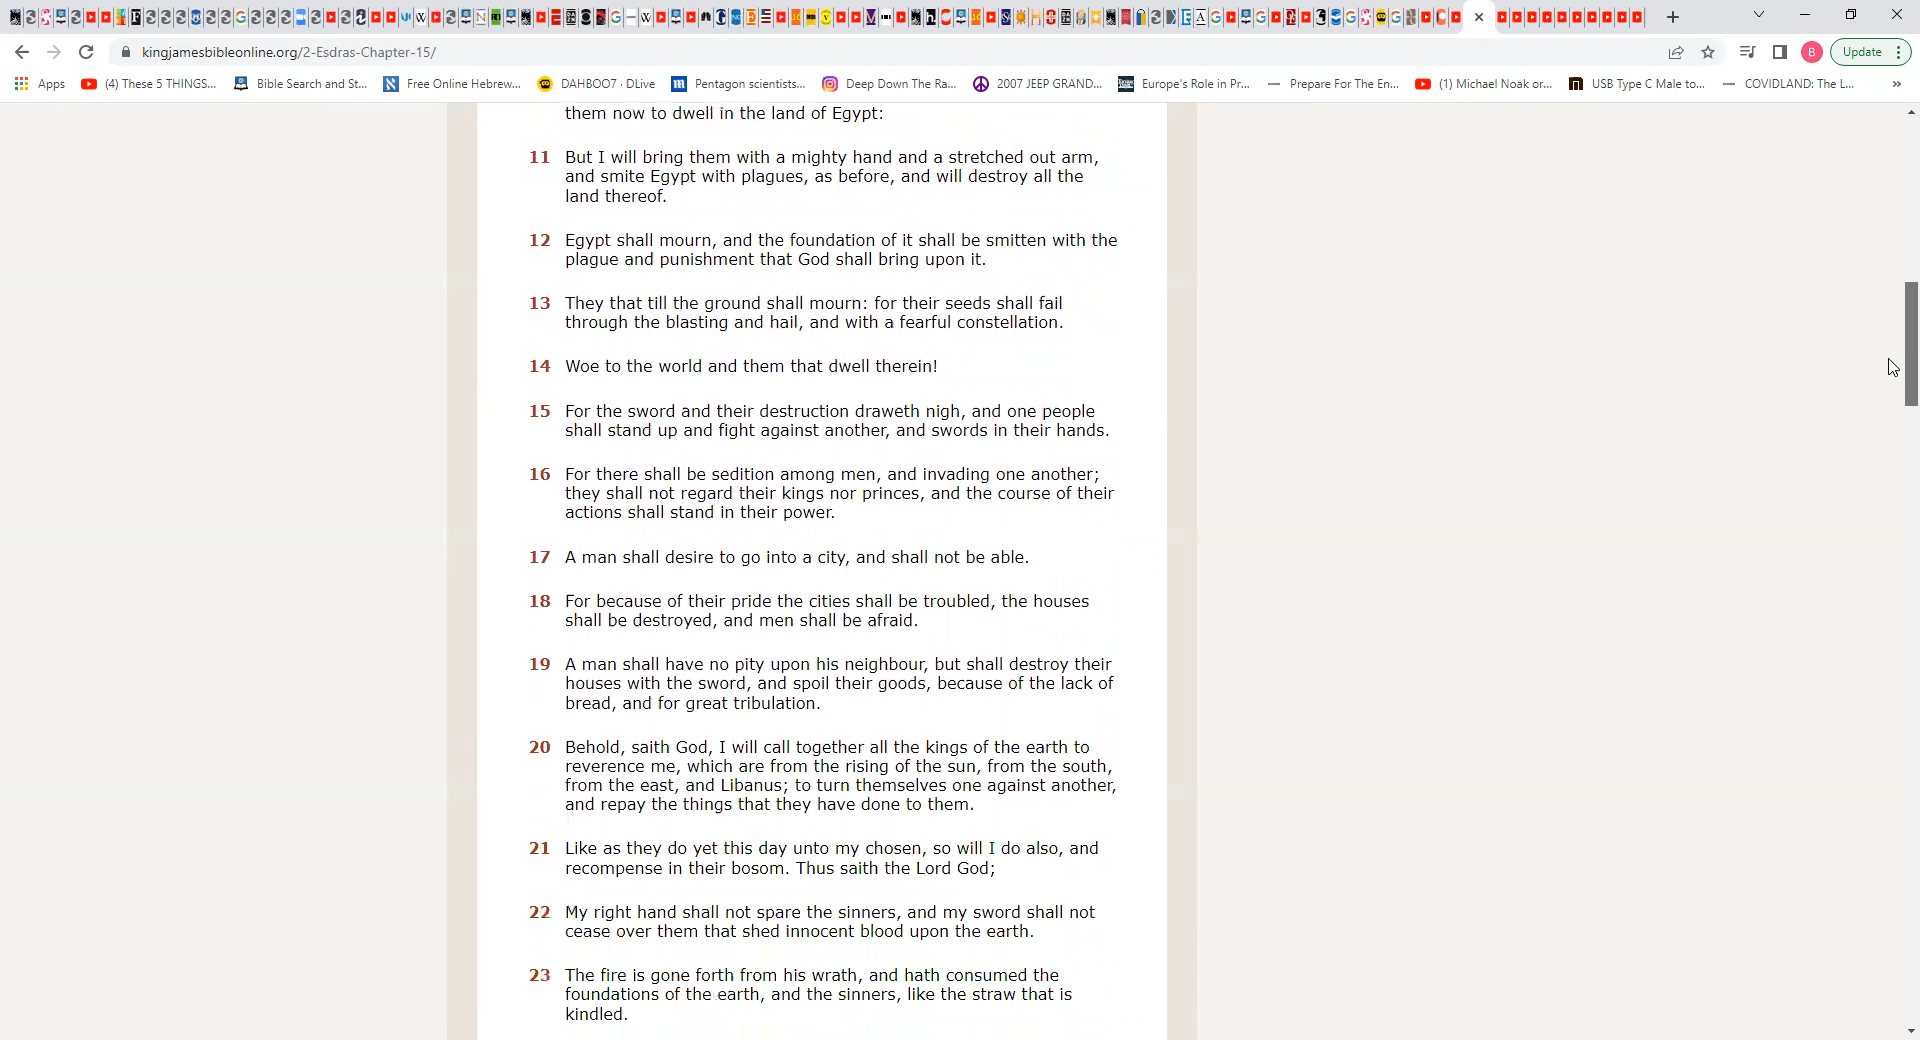 kingjamesbibleonline.org/2-Esdras-Chapter-15/
B
Update
Apps
(4) These 5 THINGS...
Bible Search and St...
Free Online Hebrew...
DAHBOO7 · DLive
Pentagon scientists...
Deep Down The Ra...
2007 JEEP GRAND...
Europe's Role in Pr...
Prepare For The En...
(1) Michael Noak or...
USB Type C Male to...
COVIDLAND: The L...
»
them now to dwell in the land of Egypt:
11 But I will bring them with a mighty hand and a stretched out arm,
and smite Egypt with plagues, as before, and will destroy all the
land thereof.
12 Egypt shall mourn, and the foundation of it shall be smitten with the
plague and punishment that God shall bring upon it.
13 They that till the ground shall mourn: for their seeds shall fail
through the blasting and hail, and with a fearful constellation.
14 Woe to the world and them that dwell therein!
15 For the sword and their destruction draweth nigh, and one people
shall stand up and fight against another, and swords in their hands.
16 For there shall be sedition among men, and invading one another;
they shall not regard their kings nor princes, and the course of their
actions shall stand in their power.
17 A man shall desire to go into a city, and shall not be able.
18 For because of their pride the cities shall be troubled, the houses
shall be destroyed, and men shall be afraid.
19 A man shall have no pity upon his neighbour, but shall destroy their
houses with the sword, and spoil their goods, because of the lack of
bread, and for great tribulation.
20 Behold, saith God, I will call together all the kings of the earth to
reverence me, which are from the rising of the sun, from the south,
from the east, and Libanus; to turn themselves one against another,
and repay the things that they have done to them.
21 Like as they do yet this day unto my chosen, so will I do also, and
recompense in their bosom. Thus saith the Lord God;
22 My right hand shall not spare the sinners, and my sword shall not
cease over them that shed innocent blood upon the earth.
23 The fire is gone forth from his wrath, and hath consumed the
foundations of the earth, and the sinners, like the straw that is
kindled.